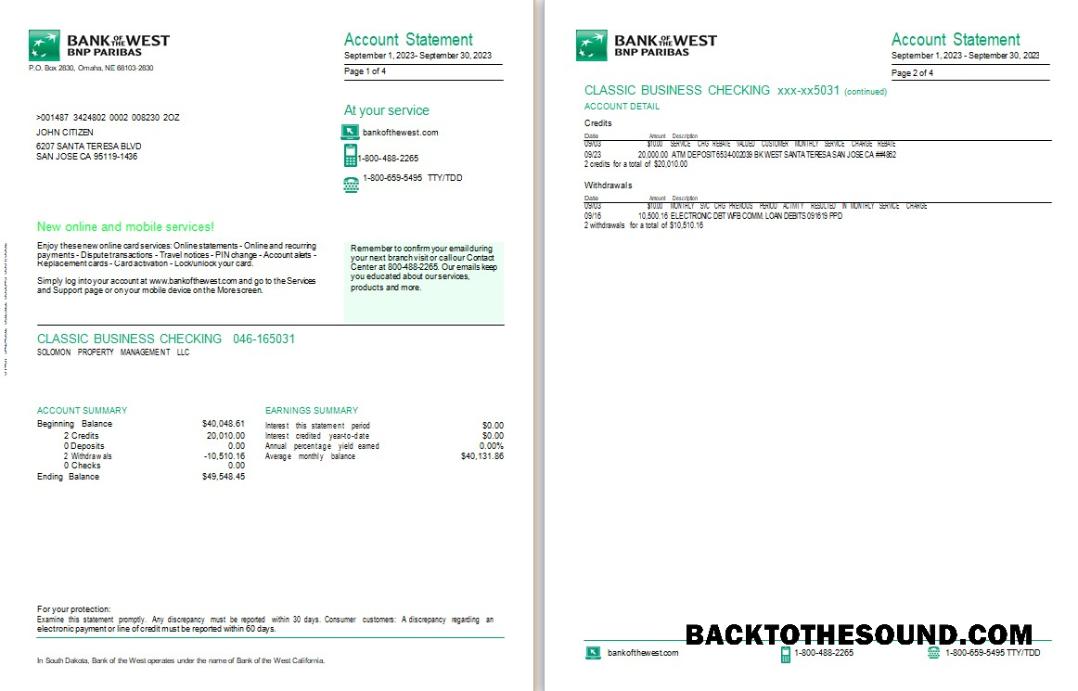 BANK OF THE WEST
BNP PARIBAS
P.O. Box 2830, Omaha, NE 68103-2830
Account Statement
September 1, 2023- September 30, 2023
Page 1 of 4
>001487 3424802 0002 008230 2OZ
JOHN CITIZEN
6207 SANTA TERESA BLVD
SAN JOSE CA 95119-1436
At your service
bankofthewest.com
1-800- 488-2265
1-800-659-5495 TTY/TDD
New online and mobile services!
Enjoy these new online card services: Online statements - Online and recurring
payments - Dispute transactions - Travel notices - PIN change - Account alerts -
Replacement cards - Card activation - Lock/unlock your card.
Simply log into your account at www.bankofthewest.com and go to the Services
and Support page or on your mobile device on the More screen.
Remember to confirm your email during
your next branch visit or call our Contact
Center at 800-488-2265. Our emails keep
you educated about our services,
products and more.
CLASSIC BUSINESS CHECKING 046-165031
SOLOMON PROPERTY MANAGEMENT LLC
ACCOUNT SUMMARY
Beginning Balance $40,048.61
2 Credits 20,010.00
0 Deposits 0.00
2 Withdrawals -10,510.16
0 Checks 0.00
Ending Balance $49,548.45
EARNINGS SUMMARY
Interest this statement period $0.00
Interest credited year-to-date $0.00
Annual percentage yield earned 0.00%
Average monthly balance $40,131.86
For your protection:
Examine this statement promptly. Any discrepancy must be reported within 30 days. Consumer customers: A discrepancy regarding an
electronic payment or line of credit must be reported within 60 days.
In South Dakota, Bank of the West operates under the name of Bank of the West California.
BANK OF THE WEST
BNP PARIBAS
Account Statement
September 1, 2023 - September 30, 2023
Page 2 of 4
CLASSIC BUSINESS CHECKING xxx-xx5031 (continued)
ACCOUNT DETAIL
Credits
Date Amount Description
09/03 $10.00 SERVICE CHG REBATE VALUED CUSTOMER MONTHLY SERVICE CHARGE REBATE
09/23 20,000.00 ATM DEPOSIT 6534-002039 BK WEST SANTA TERESA SAN JOSE CA ##4862
2 credits for a total of $20,010.00
Withdrawals
Date Amount Description
09/03 $10.00 MONTHLY SVC CHG PREVIOUS PERIOD ACTIVITY RESULTED IN MONTHLY SERVICE CHARGE
09/16 10,500.16 ELECTRONIC DBT WFB COMM. LOAN DEBITS 091619 PPD
2 withdrawals for a total of $10,510.16
BACKTOTHESOUND.COM
bankofthewest.com
1-800-488-2265
1-800-659-5495 TTY/TDD